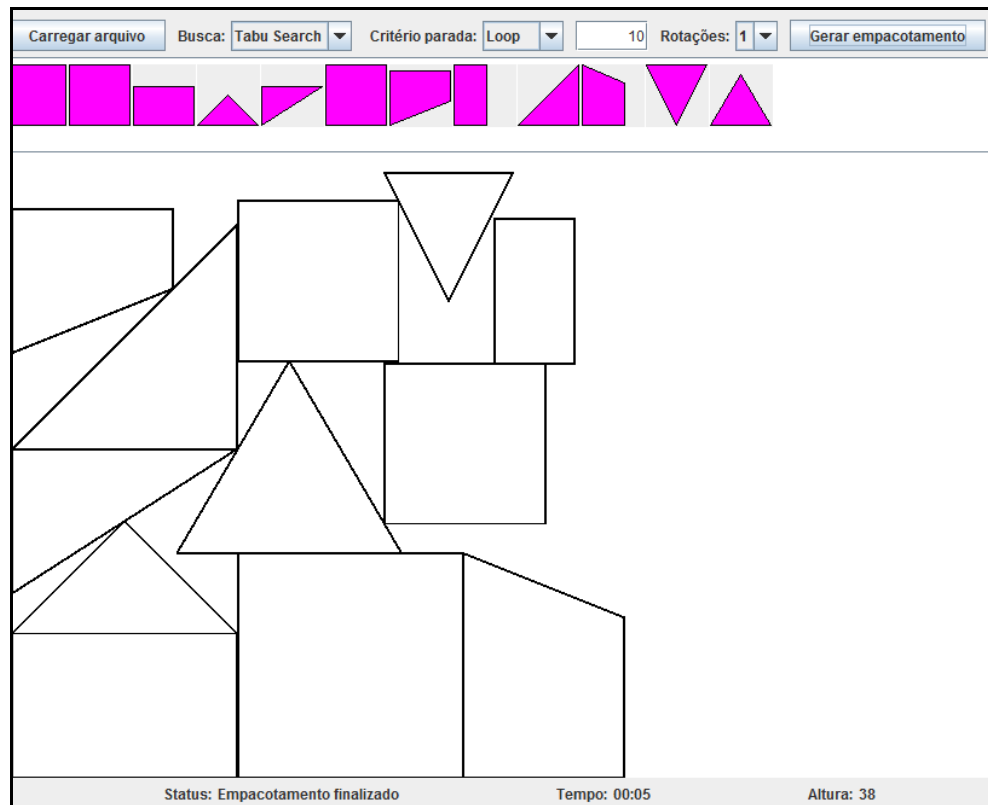 Carregar arquivo Busca: Tabu Search Critério parada: Loop 10 Rotações: 1 Gerar empacotamento
Status: Empacotamento finalizado Tempo: 00:05 Altura: 38